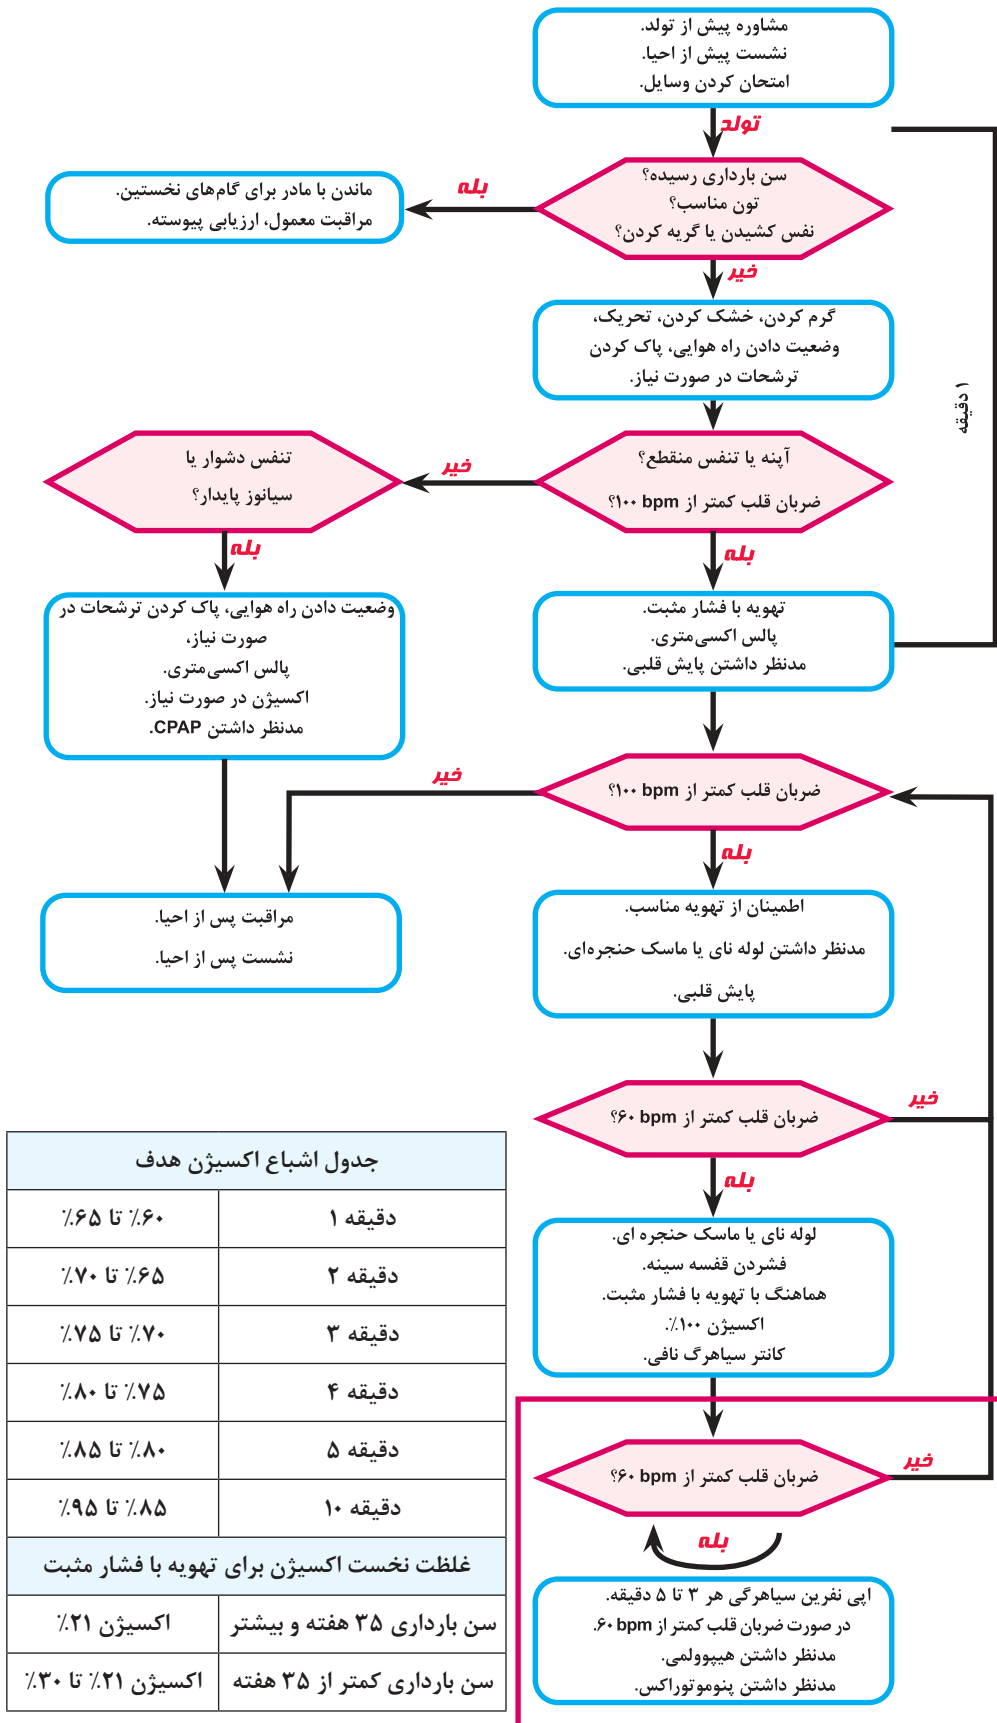 مشاوره پیش از تولد.
نشست پیش از احیا.
امتحان کردن وسایل.
تولد
سن بارداری رسیده؟
تون مناسب؟
نفس کشیدن یا گریه کردن؟
بله
ماندن با مادر برای گام‌های نخستین.
مراقبت معمول، ارزیابی پیوسته.
خیر
گرم کردن، خشک کردن، تحریک،
وضعیت دادن راه هوایی، پاک کردن
ترشحات در صورت نیاز.
۱ دقیقه
آپنه یا تنفس منقطع؟
ضربان قلب کمتر از ۱۰۰ bpm؟
خیر
تنفس دشوار یا
سیانوز پایدار؟
بله
بله
تهویه با فشار مثبت.
پالس اکسی‌متری.
مدنظر داشتن پایش قلبی.
وضعیت دادن راه هوایی، پاک کردن ترشحات در
صورت نیاز،
پالس اکسی‌متری.
اکسیژن در صورت نیاز.
مدنظر داشتن CPAP.
ضربان قلب کمتر از ۱۰۰ bpm؟
خیر
بله
مراقبت پس از احیا.
نشست پس از احیا.
اطمینان از تهویه مناسب.
مدنظر داشتن لوله نای یا ماسک حنجره‌ای.
پایش قلبی.
ضربان قلب کمتر از ۶۰ bpm؟
خیر
بله
لوله نای یا ماسک حنجره ای.
فشردن قفسه سینه.
هماهنگ با تهویه با فشار مثبت.
اکسیژن ۱۰۰٪.
کانتر سیاهرگ نافی.
ضربان قلب کمتر از ۶۰ bpm؟
خیر
بله
اپی نفرین سیاهرگی هر ۳ تا ۵ دقیقه.
در صورت ضربان قلب کمتر از ۶۰ bpm.
مدنظر داشتن هیپوولمی.
مدنظر داشتن پنوموتوراکس.
جدول اشباع اکسیژن هدف
دقیقه ۱ ۶۰٪ تا ۶۵٪
دقیقه ۲ ۶۵٪ تا ۷۰٪
دقیقه ۳ ۷۰٪ تا ۷۵٪
دقیقه ۴ ۷۵٪ تا ۸۰٪
دقیقه ۵ ۸۰٪ تا ۸۵٪
دقیقه ۱۰ ۸۵٪ تا ۹۵٪
غلظت نخست اکسیژن برای تهویه با فشار مثبت
سن بارداری ۳۵ هفته و بیشتر اکسیژن ۲۱٪
سن بارداری کمتر از ۳۵ هفته اکسیژن ۲۱٪ تا ۳۰٪